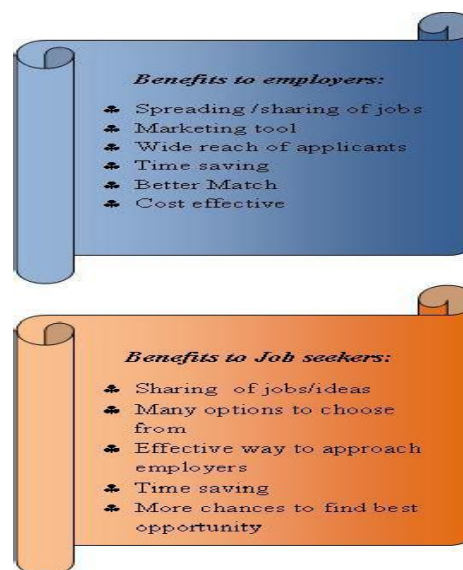 Benefits to employers:
♣ Spreading /sharing of jobs
♣ Marketing tool
♣ Wide reach of applicants
♣ Time saving
♣ Better Match
♣ Cost effective
Benefits to Job seekers:
♣ Sharing of jobs/ideas
♣ Many options to choose
from
♣ Effective way to approach
employers
♣ Time saving
♣ More chances to find best
opportunity